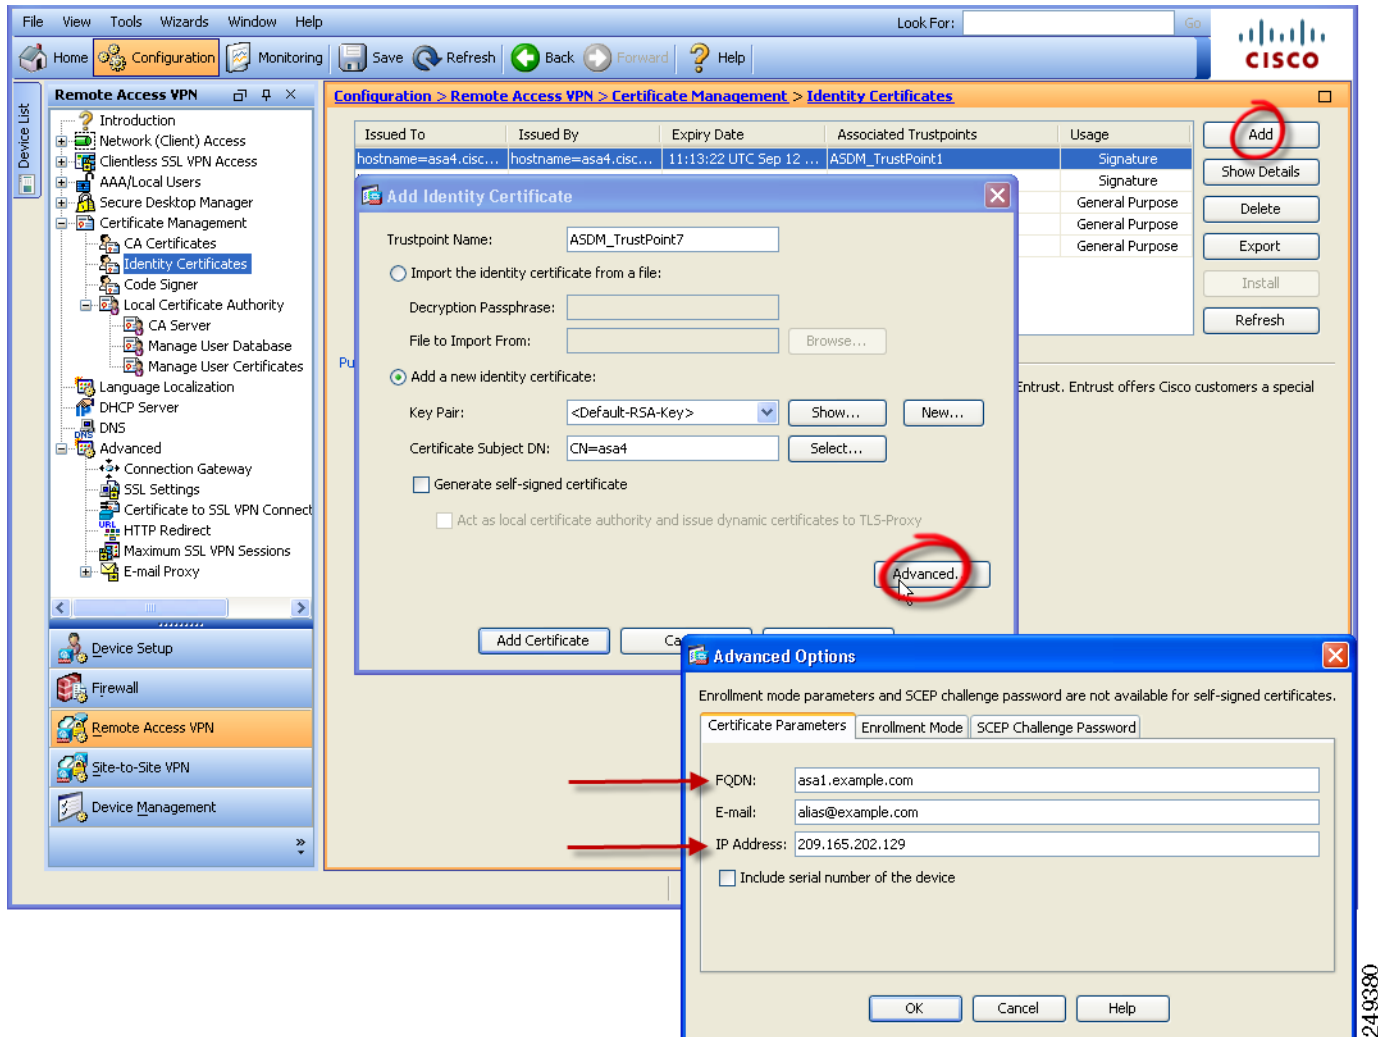 File View Tools Wizards Window Help Look For: Go
Home Configuration Monitoring Save Refresh Back Forward Help
CISCO
Device List
Remote Access VPN
Introduction
Network (Client) Access
Clientless SSL VPN Access
AAA/Local Users
Secure Desktop Manager
Certificate Management
CA Certificates
Identity Certificates
Code Signer
Local Certificate Authority
CA Server
Manage User Database
Manage User Certificates
Language Localization
DHCP Server
DNS
Advanced
Connection Gateway
SSL Settings
Certificate to SSL VPN Connect
HTTP Redirect
Maximum SSL VPN Sessions
E-mail Proxy
Device Setup
Firewall
Remote Access VPN
Site-to-Site VPN
Device Management
Configuration > Remote Access VPN > Certificate Management > Identity Certificates
Issued To Issued By Expiry Date Associated Trustpoints Usage
hostname=asa4.cisc... hostname=asa4.cisc... 11:13:22 UTC Sep 12 ... ASDM_TrustPoint1 Signature
Signature
General Purpose
General Purpose
General Purpose
Add
Show Details
Delete
Export
Install
Refresh
Pu
Entrust. Entrust offers Cisco customers a special
Add Identity Certificate
Trustpoint Name: ASDM_TrustPoint7
Import the identity certificate from a file:
Decryption Passphrase:
File to Import From: Browse...
Add a new identity certificate:
Key Pair: <Default-RSA-Key> Show... New...
Certificate Subject DN: CN=asa4 Select...
Generate self-signed certificate
Act as local certificate authority and issue dynamic certificates to TLS-Proxy
Advanced.
Add Certificate Ca
Advanced Options
Enrollment mode parameters and SCEP challenge password are not available for self-signed certificates.
Certificate Parameters Enrollment Mode SCEP Challenge Password
FQDN: asa1.example.com
E-mail: alias@example.com
IP Address: 209.165.202.129
Include serial number of the device
OK Cancel Help
249380